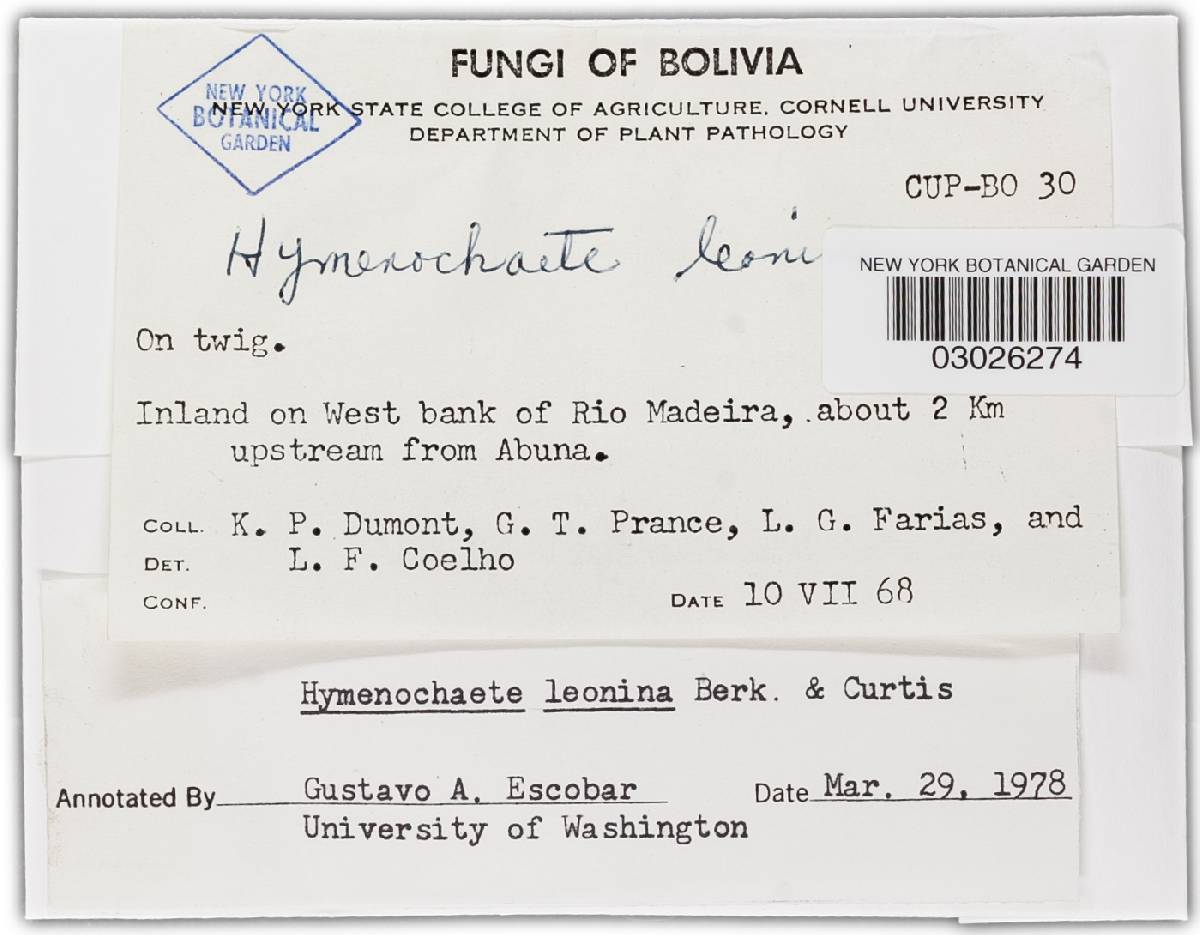 FUNGI OF BOLIVIA
NEW YORK
BOTANICAL
GARDEN
NEW YORK STATE COLLEGE OF AGRICULTURE, CORNELL UNIVERSITY
DEPARTMENT OF PLANT PATHOLOGY
CUP-BO 30
Hymenochaete leoni
NEW YORK BOTANICAL GARDEN
03026274
On twig.
Inland on West bank of Rio Madeira, about 2 Km
upstream from Abuna.
COLL. K. P. Dumont, G. T. Prance, L. G. Farias, and
DET. L. F. Coelho
CONF. DATE 10 VII 68
Hymenochaete leonina Berk. & Curtis
Annotated By Gustavo A. Escobar Date Mar. 29, 1978
University of Washington